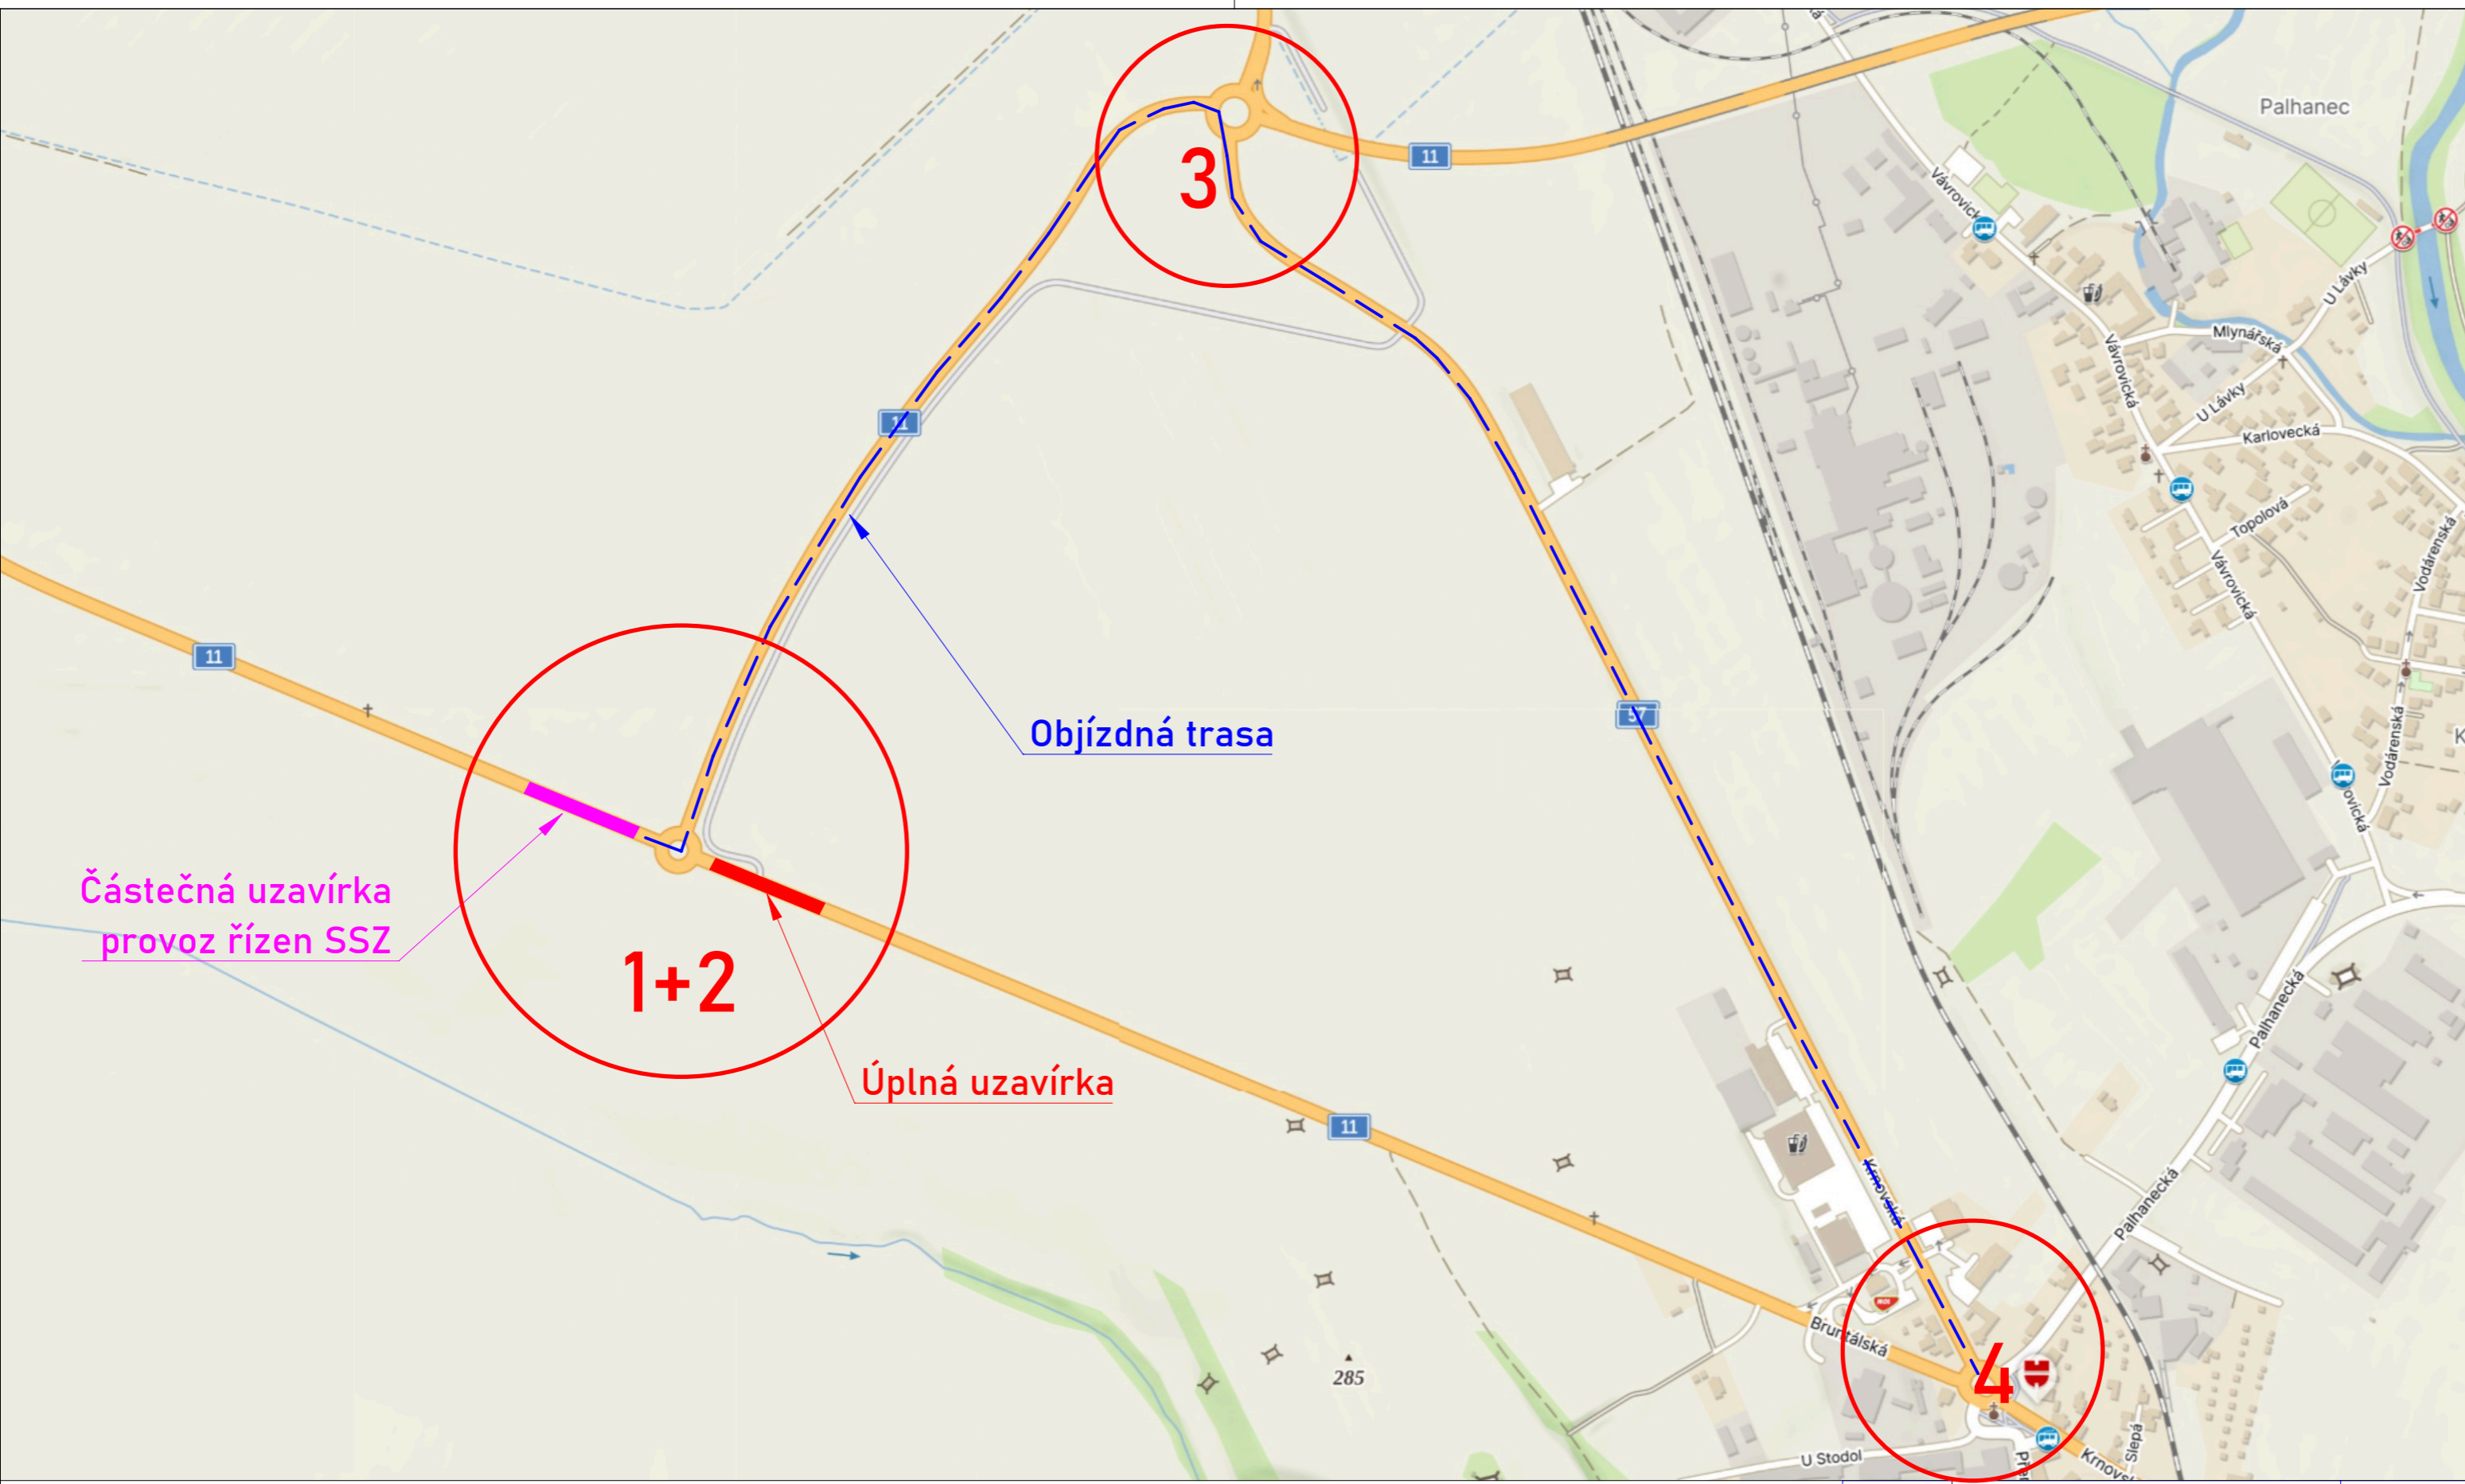 Palhanec
11
3
Vávrovická
U Lávky
Mlynářská
Vávrovická
U Lávky
Karlovecká
11
Topolová
Vodárenská
Vávrovická
11
57
Objízdná trasa
Vodárenská
K
ovická
Částečná uzavírka
provoz řízen SSZ
1+2
Palhanecká
Úplná uzavírka
11
Krnovská
Palhanecká
Bruntálská
285
4
U Stodol
Slepá